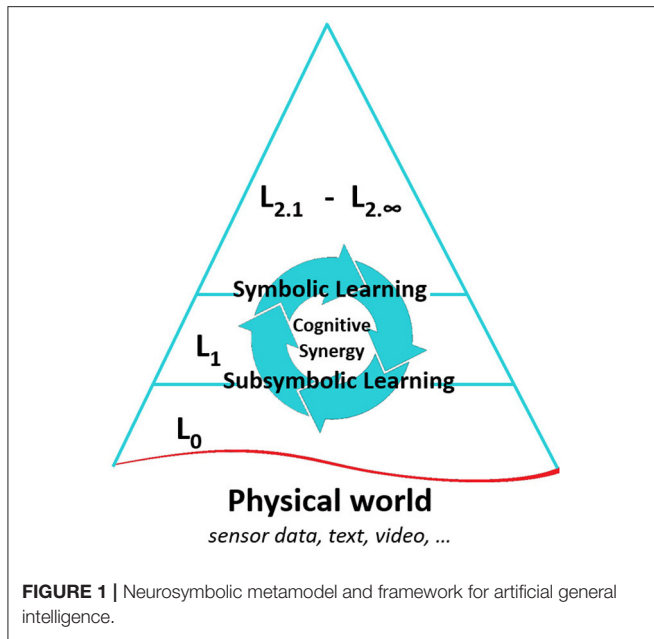 L2.1 - L2.∞
Symbolic Learning
Cognitive
Synergy
L1
Subsymbolic Learning
L0
Physical world
sensor data, text, video, ...
FIGURE 1 | Neurosymbolic metamodel and framework for artificial general
intelligence.